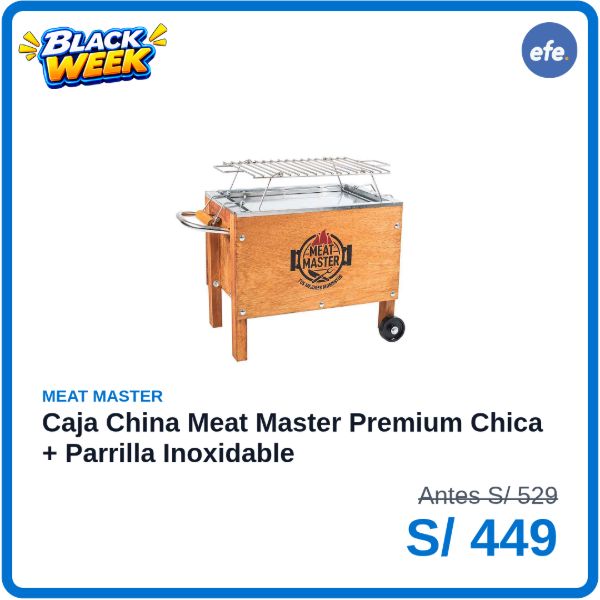 BLACK
WEEK
efe.
MEAT
MASTER
MEAT MASTER
Caja China Meat Master Premium Chica
+ Parrilla Inoxidable
Antes S/ 529
S/ 449